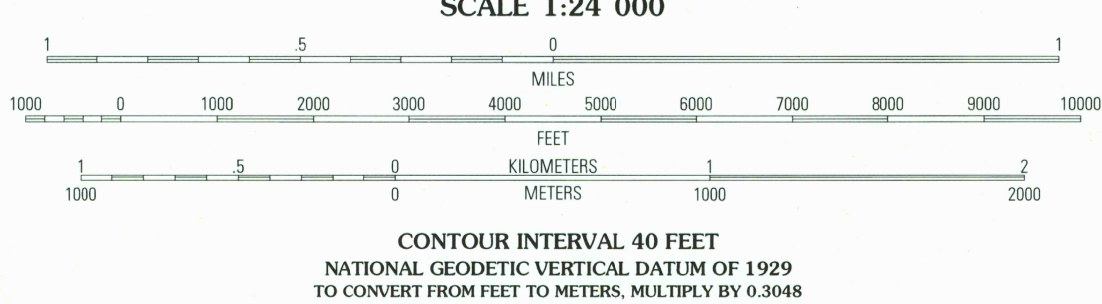 SCALE 1:24 000
1 .5 0 1
MILES
1000 0 1000 2000 3000 4000 5000 6000 7000 8000 9000 10000
FEET
1 .5 0 KILOMETERS 1 2
1000 0 METERS 1000 2000
CONTOUR INTERVAL 40 FEET
NATIONAL GEODETIC VERTICAL DATUM OF 1929
TO CONVERT FROM FEET TO METERS, MULTIPLY BY 0.3048